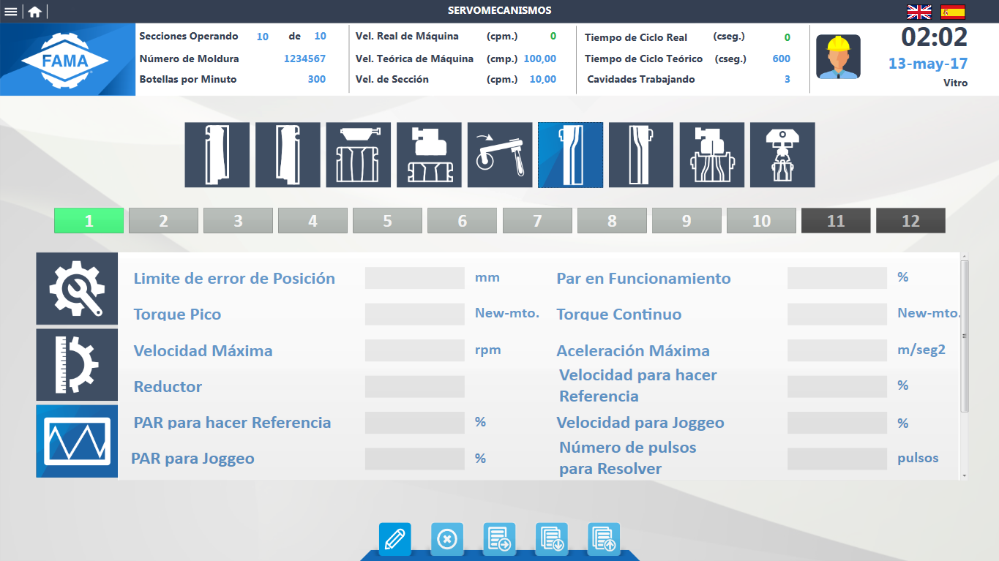 SERVOMECANISMOS
FAMA
Secciones Operando 10 de 10
Número de Moldura 1234567
Botellas por Minuto 300
Vel. Real de Máquina (cpm.) 0
Vel. Teórica de Máquina (cmp.) 100,00
Vel. de Sección (cpm.) 10,00
Tiempo de Ciclo Real (cseg.) 0
Tiempo de Ciclo Teórico (cseg.) 600
Cavidades Trabajando 3
02:02
13-may-17
Vitro
1 2 3 4 5 6 7 8 9 10 11 12
Limite de error de Posición mm
Par en Funcionamiento %
Torque Pico New-mto.
Torque Continuo New-mto.
Velocidad Máxima rpm
Aceleración Máxima m/seg2
Reductor
Velocidad para hacer
Referencia %
PAR para hacer Referencia %
Velocidad para Joggeo %
PAR para Joggeo %
Número de pulsos
para Resolver pulsos